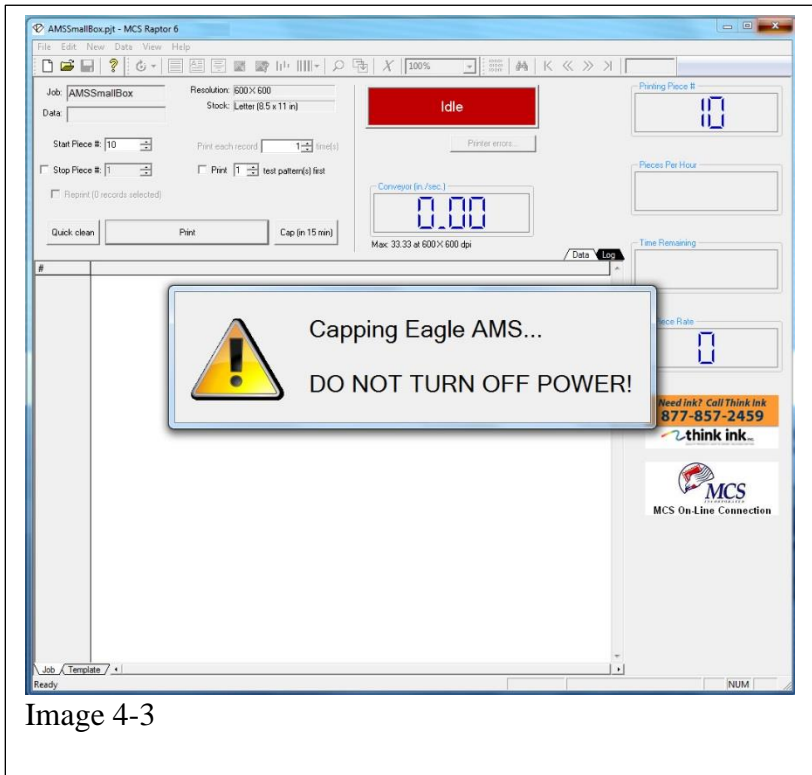 AMSSmallBox.pjt - MCS Raptor 6
File Edit New Data View Help
100%
Job: AMSSmallBox
Resolution: 600 X 600
Data:
Stock: Letter (8.5 x 11 in)
Idle
Printing Piece #
10
Start Piece #: 10
Print each record 1 time(s)
Printer errors...
Stop Piece #: 1
Print 1 test pattern(s) first
Pieces Per Hour
Reprint (0 records selected)
Conveyor (in./sec.)
0.00
Quick clean
Print
Cap (in 15 min)
Max: 33.33 at 600 X 600 dpi
Data Log
Time Remaining
#
Capping Eagle AMS...
DO NOT TURN OFF POWER!
iece Rate
0
Need ink? Call Think Ink
877-857-2459
think ink
MCS
MCS On-Line Connection
Job Template
Ready
NUM
Image 4-3